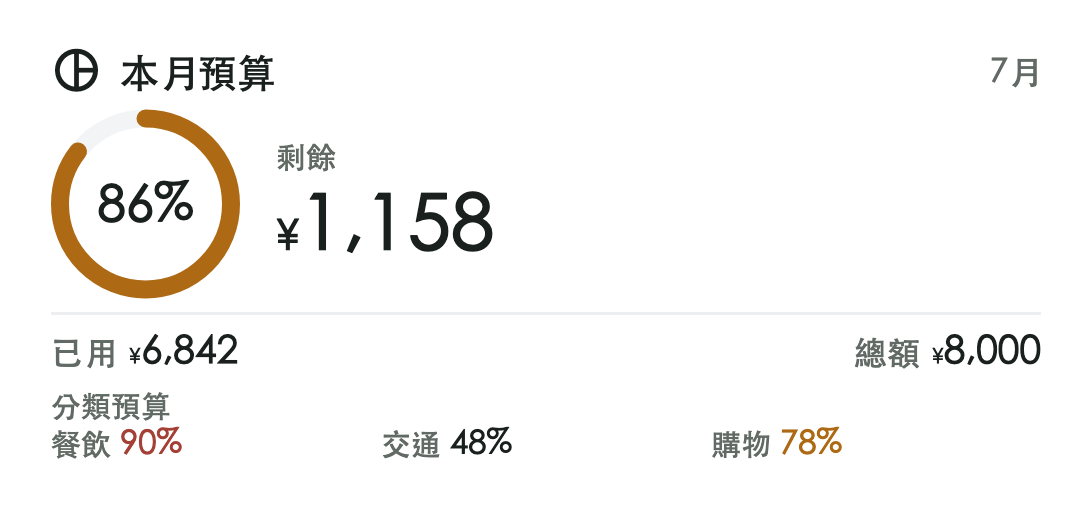 本月預算 7月
86%
剩餘
¥1,158
已用 ¥6,842 總額 ¥8,000
分類預算
餐飲 90% 交通 48% 購物 78%